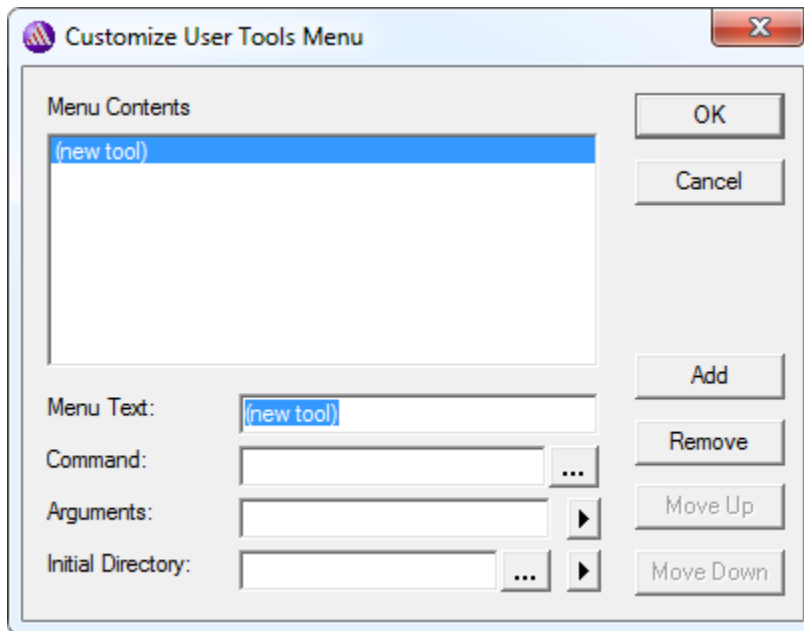 Customize User Tools Menu
Menu Contents
OK
(new tool)
Cancel
Add
Menu Text: (new tool)
Remove
Command: ...
Arguments:
Move Up
Initial Directory: ...
Move Down